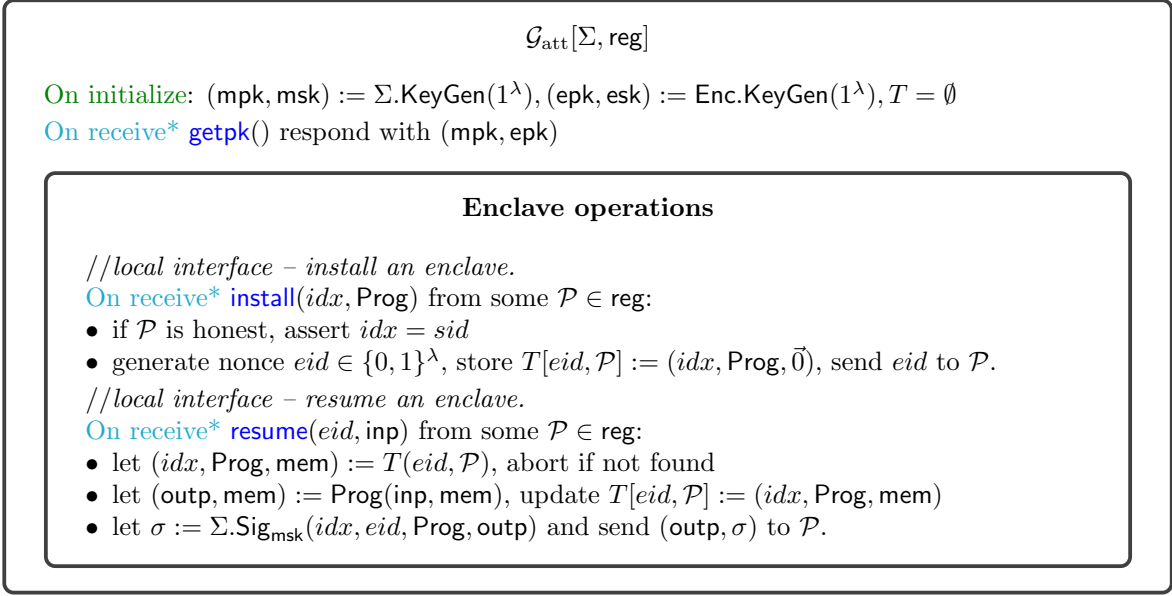 𝒢att[Σ, reg]
On initialize: (mpk, msk) := Σ.KeyGen(1^λ), (epk, esk) := Enc.KeyGen(1^λ), T = ∅
On receive* getpk() respond with (mpk, epk)
Enclave operations
//local interface – install an enclave.
On receive* install(idx, Prog) from some 𝒫 ∈ reg:
• if 𝒫 is honest, assert idx = sid
• generate nonce eid ∈ {0, 1}^λ, store T[eid, 𝒫] := (idx, Prog, 0⃗), send eid to 𝒫.
//local interface – resume an enclave.
On receive* resume(eid, inp) from some 𝒫 ∈ reg:
• let (idx, Prog, mem) := T(eid, 𝒫), abort if not found
• let (outp, mem) := Prog(inp, mem), update T[eid, 𝒫] := (idx, Prog, mem)
• let σ := Σ.Sig_msk(idx, eid, Prog, outp) and send (outp, σ) to 𝒫.